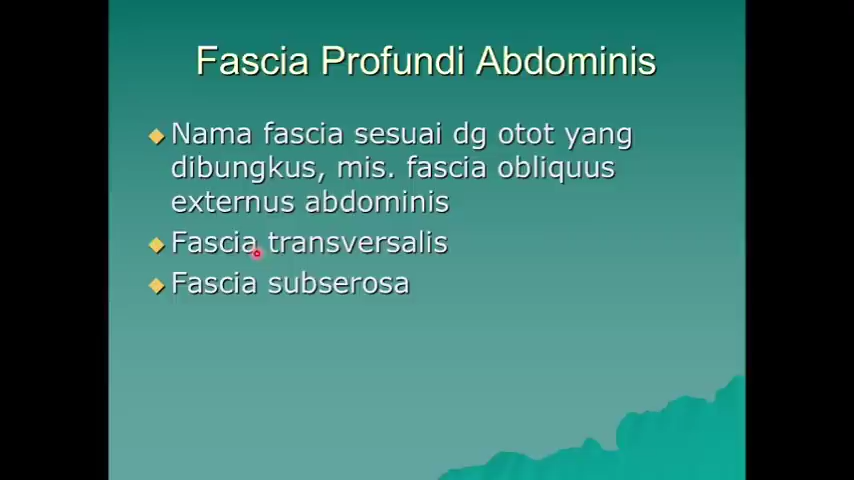 Fascia Profundi Abdominis
Nama fascia sesuai dg otot yang
dibungkus, mis. fascia obliquus
externus abdominis
Fascia transversalis
Fascia subserosa